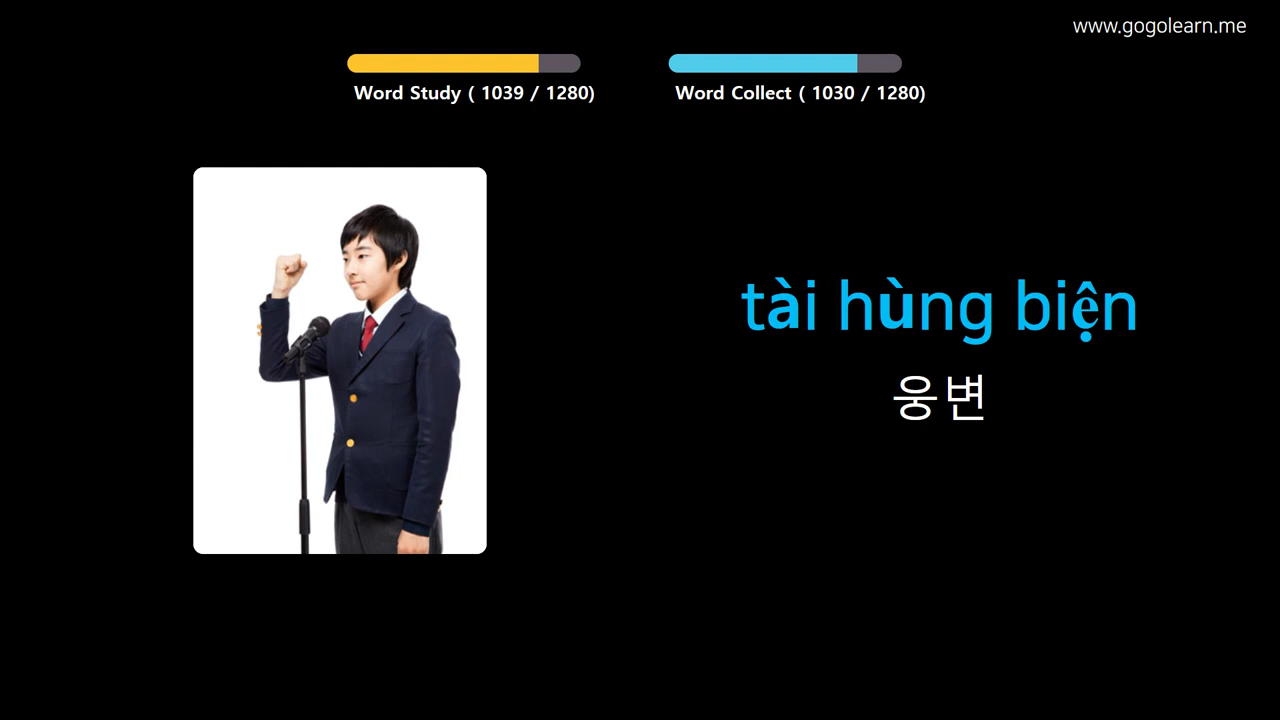 www.gogolearn.me
Word Study ( 1039 / 1280)
Word Collect ( 1030 / 1280)
tài hùng biện
웅변